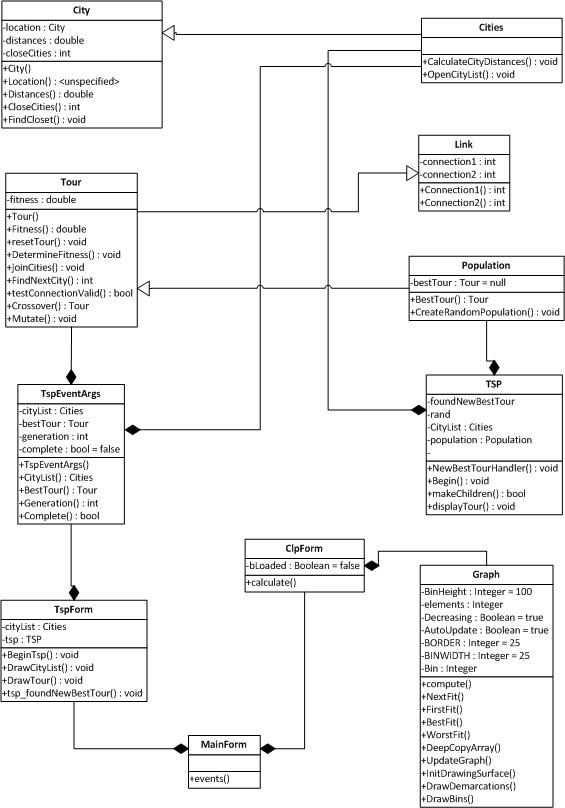 City
-location : City
-distances : double
-closeCities : int
+City()
+Location() : <unspecified>
+Distances() : double
+CloseCities() : int
+FindCloset() : void
Cities
+CalculateCityDistances() : void
+OpenCityList() : void
Link
-connection1 : int
-connection2 : int
+Connection1() : int
+Connection2() : int
Tour
-fitness : double
+Tour()
+Fitness() : double
+resetTour() : void
+DetermineFitness() : void
+joinCities() : void
+FindNextCity() : int
+testConnectionValid() : bool
+Crossover() : Tour
+Mutate() : void
Population
-bestTour : Tour = null
+BestTour() : Tour
+CreateRandomPopulation() : void
TspEventArgs
-cityList : Cities
-bestTour : Tour
-generation : int
-complete : bool = false
+TspEventArgs()
+CityList() : Cities
+BestTour() : Tour
+Generation() : int
+Complete() : bool
TSP
-foundNewBestTour
-rand
-CityList : Cities
-population : Population
-
+NewBestTourHandler() : void
+Begin() : void
+makeChildren() : bool
+displayTour() : void
ClpForm
-bLoaded : Boolean = false
+calculate()
Graph
-BinHeight : Integer = 100
-elements : Integer
-Decreasing : Boolean = true
-AutoUpdate : Boolean = true
-BORDER : Integer = 25
-BINWIDTH : Integer = 25
-Bin : Integer
+compute()
+NextFit()
+FirstFit()
+BestFit()
+WorstFit()
+DeepCopyArray()
+UpdateGraph()
+InitDrawingSurface()
+DrawDemarcations()
+DrawBins()
TspForm
-cityList : Cities
-tsp : TSP
+BeginTsp() : void
+DrawCityList() : void
+DrawTour() : void
+tsp_foundNewBestTour() : void
MainForm
+events()